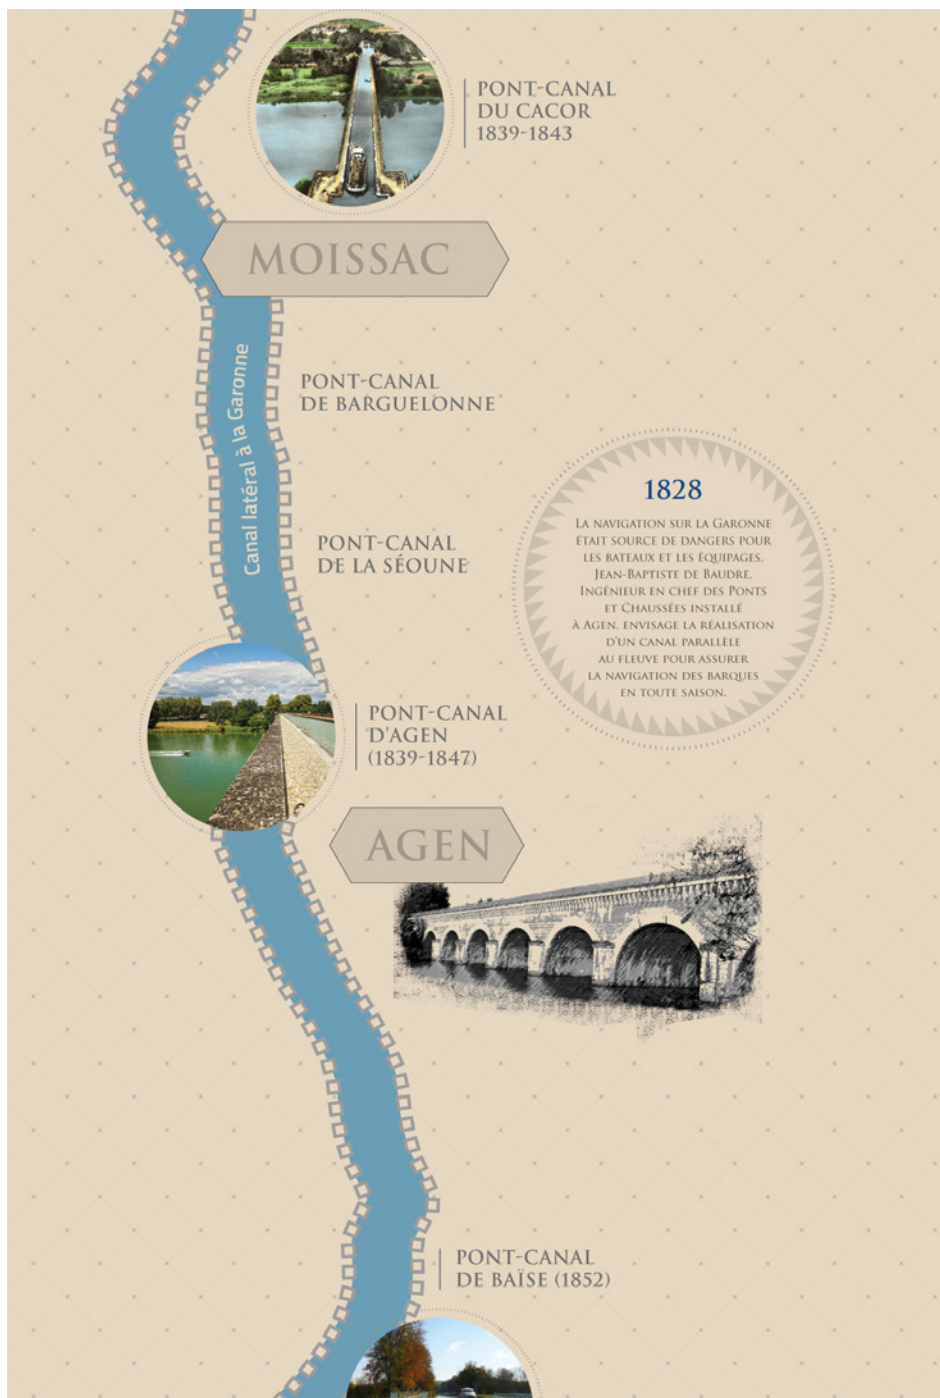 PONT-CANAL
DU CACOR
1839-1843
MOISSAC
Canal latéral à la Garonne
PONT-CANAL
DE BARGUELONNE
1828
LA NAVIGATION SUR LA GARONNE
ÉTAIT SOURCE DE DANGERS POUR
LES BATEAUX ET LES ÉQUIPAGES.
JEAN-BAPTISTE DE BAUDRE,
INGÉNIEUR EN CHEF DES PONTS
ET CHAUSSÉES INSTALLÉ
À AGEN, ENVISAGE LA RÉALISATION
D'UN CANAL PARALLÈLE
AU FLEUVE POUR ASSURER
LA NAVIGATION DES BARQUES
EN TOUTE SAISON.
PONT-CANAL
DE LA SÉOUNE
PONT-CANAL
D'AGEN
(1839-1847)
AGEN
PONT-CANAL
DE BAÏSE (1852)